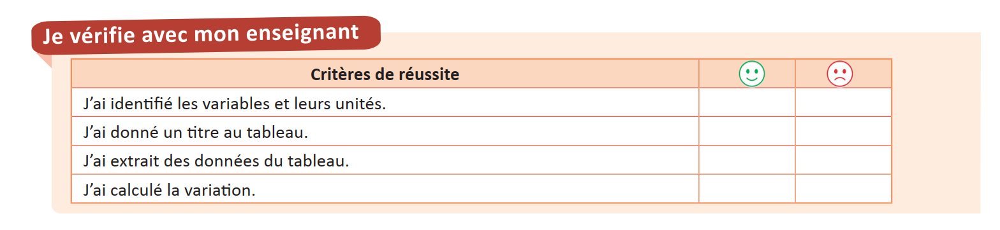 Je vérifie avec mon enseignant
Critères de réussite
J'ai identifié les variables et leurs unités.
J'ai donné un titre au tableau.
J'ai extrait des données du tableau.
J'ai calculé la variation.